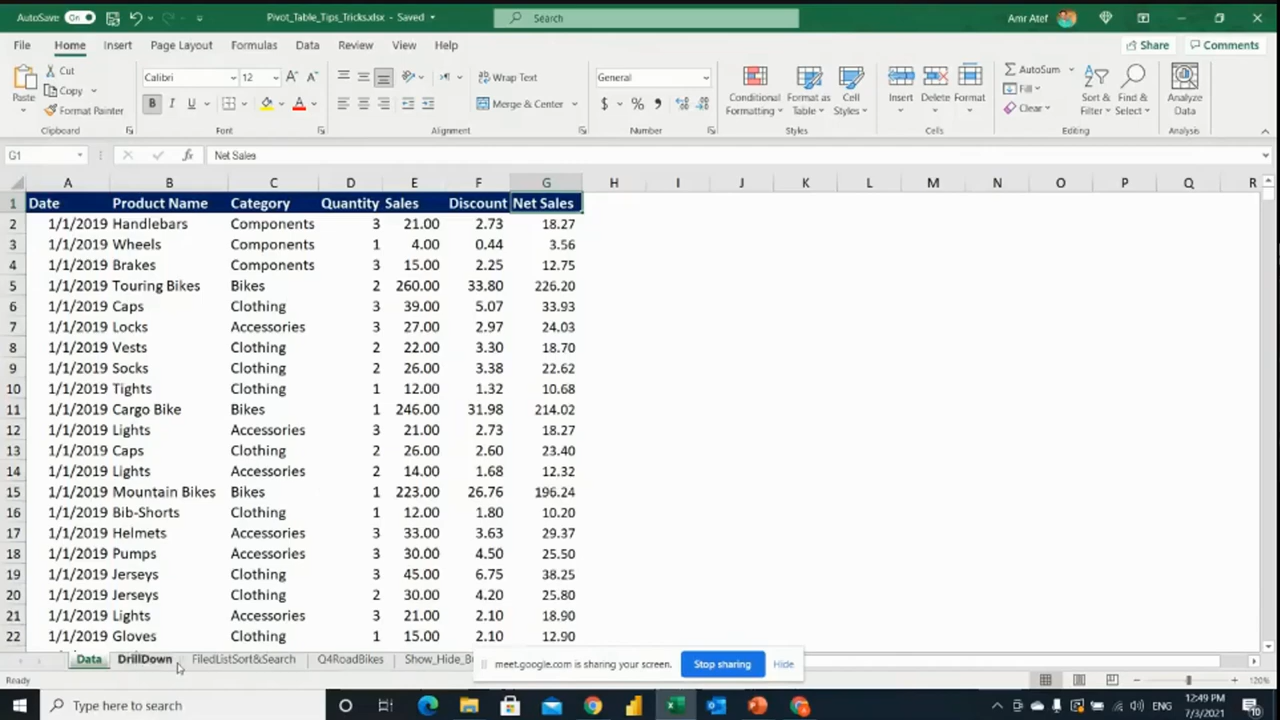 AutoSave On Pivot_Table_Tips_Tricks.xlsx - Saved Search Amr Atef
File Home Insert Page Layout Formulas Data Review View Help Share Comments
Paste Cut Copy Format Painter Calibri 12 Wrap Text Merge & Center General Conditional Formatting Format as Table Cell Styles Insert Delete Format AutoSum Fill Clear Sort & Filter Find & Select Analyze Data
Clipboard Font Alignment Number Styles Cells Editing Analysis
G1 fx Net Sales
A B C D E F G H I J K L M N O P Q R
1 Date Product Name Category Quantity Sales Discount Net Sales
2 1/1/2019 Handlebars Components 3 21.00 2.73 18.27
3 1/1/2019 Wheels Components 1 4.00 0.44 3.56
4 1/1/2019 Brakes Components 3 15.00 2.25 12.75
5 1/1/2019 Touring Bikes Bikes 2 260.00 33.80 226.20
6 1/1/2019 Caps Clothing 3 39.00 5.07 33.93
7 1/1/2019 Locks Accessories 3 27.00 2.97 24.03
8 1/1/2019 Vests Clothing 2 22.00 3.30 18.70
9 1/1/2019 Socks Clothing 2 26.00 3.38 22.62
10 1/1/2019 Tights Clothing 1 12.00 1.32 10.68
11 1/1/2019 Cargo Bike Bikes 1 246.00 31.98 214.02
12 1/1/2019 Lights Accessories 3 21.00 2.73 18.27
13 1/1/2019 Caps Clothing 2 26.00 2.60 23.40
14 1/1/2019 Lights Accessories 2 14.00 1.68 12.32
15 1/1/2019 Mountain Bikes Bikes 1 223.00 26.76 196.24
16 1/1/2019 Bib-Shorts Clothing 1 12.00 1.80 10.20
17 1/1/2019 Helmets Accessories 3 33.00 3.63 29.37
18 1/1/2019 Pumps Accessories 3 30.00 4.50 25.50
19 1/1/2019 Jerseys Clothing 3 45.00 6.75 38.25
20 1/1/2019 Jerseys Clothing 2 30.00 4.20 25.80
21 1/1/2019 Lights Accessories 3 21.00 2.10 18.90
22 1/1/2019 Gloves Clothing 1 15.00 2.10 12.90
Data DrillDown FiledListSort&Search Q4RoadBikes Show_Hide_Bu
meet.google.com is sharing your screen. Stop sharing Hide
Ready 120%
Type here to search 12:49 PM
7/3/2021